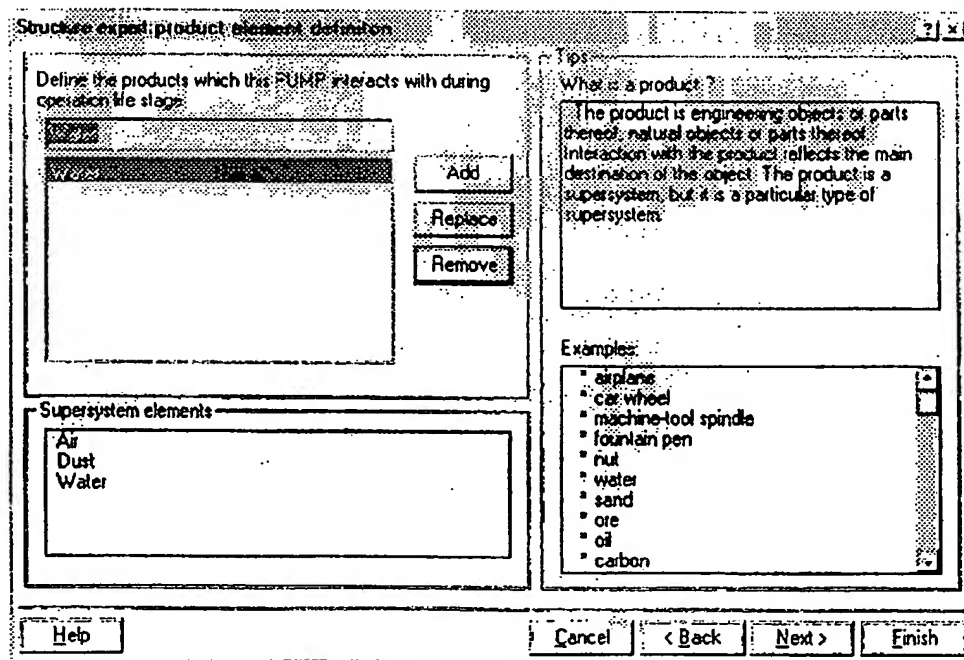 Structure expert: product element definition
? ×
Define the products which this PUMP interacts with during
operation life stage
Water
Add
Replace
Remove
Supersystem elements
Air
Dust
Water
Tips
What is a product ?
The product is engineering objects or parts
thereof, natural objects or parts thereof.
Interaction with the product reflects the main
destination of the object. The product is a
supersystem, but it is a particular type of
supersystem.
Examples:
* airplane
* car wheel
* machine-tool spindle
* fountain pen
* nut
* water
* sand
* ore
* oil
* carbon
Help
Cancel
< Back
Next >
Finish